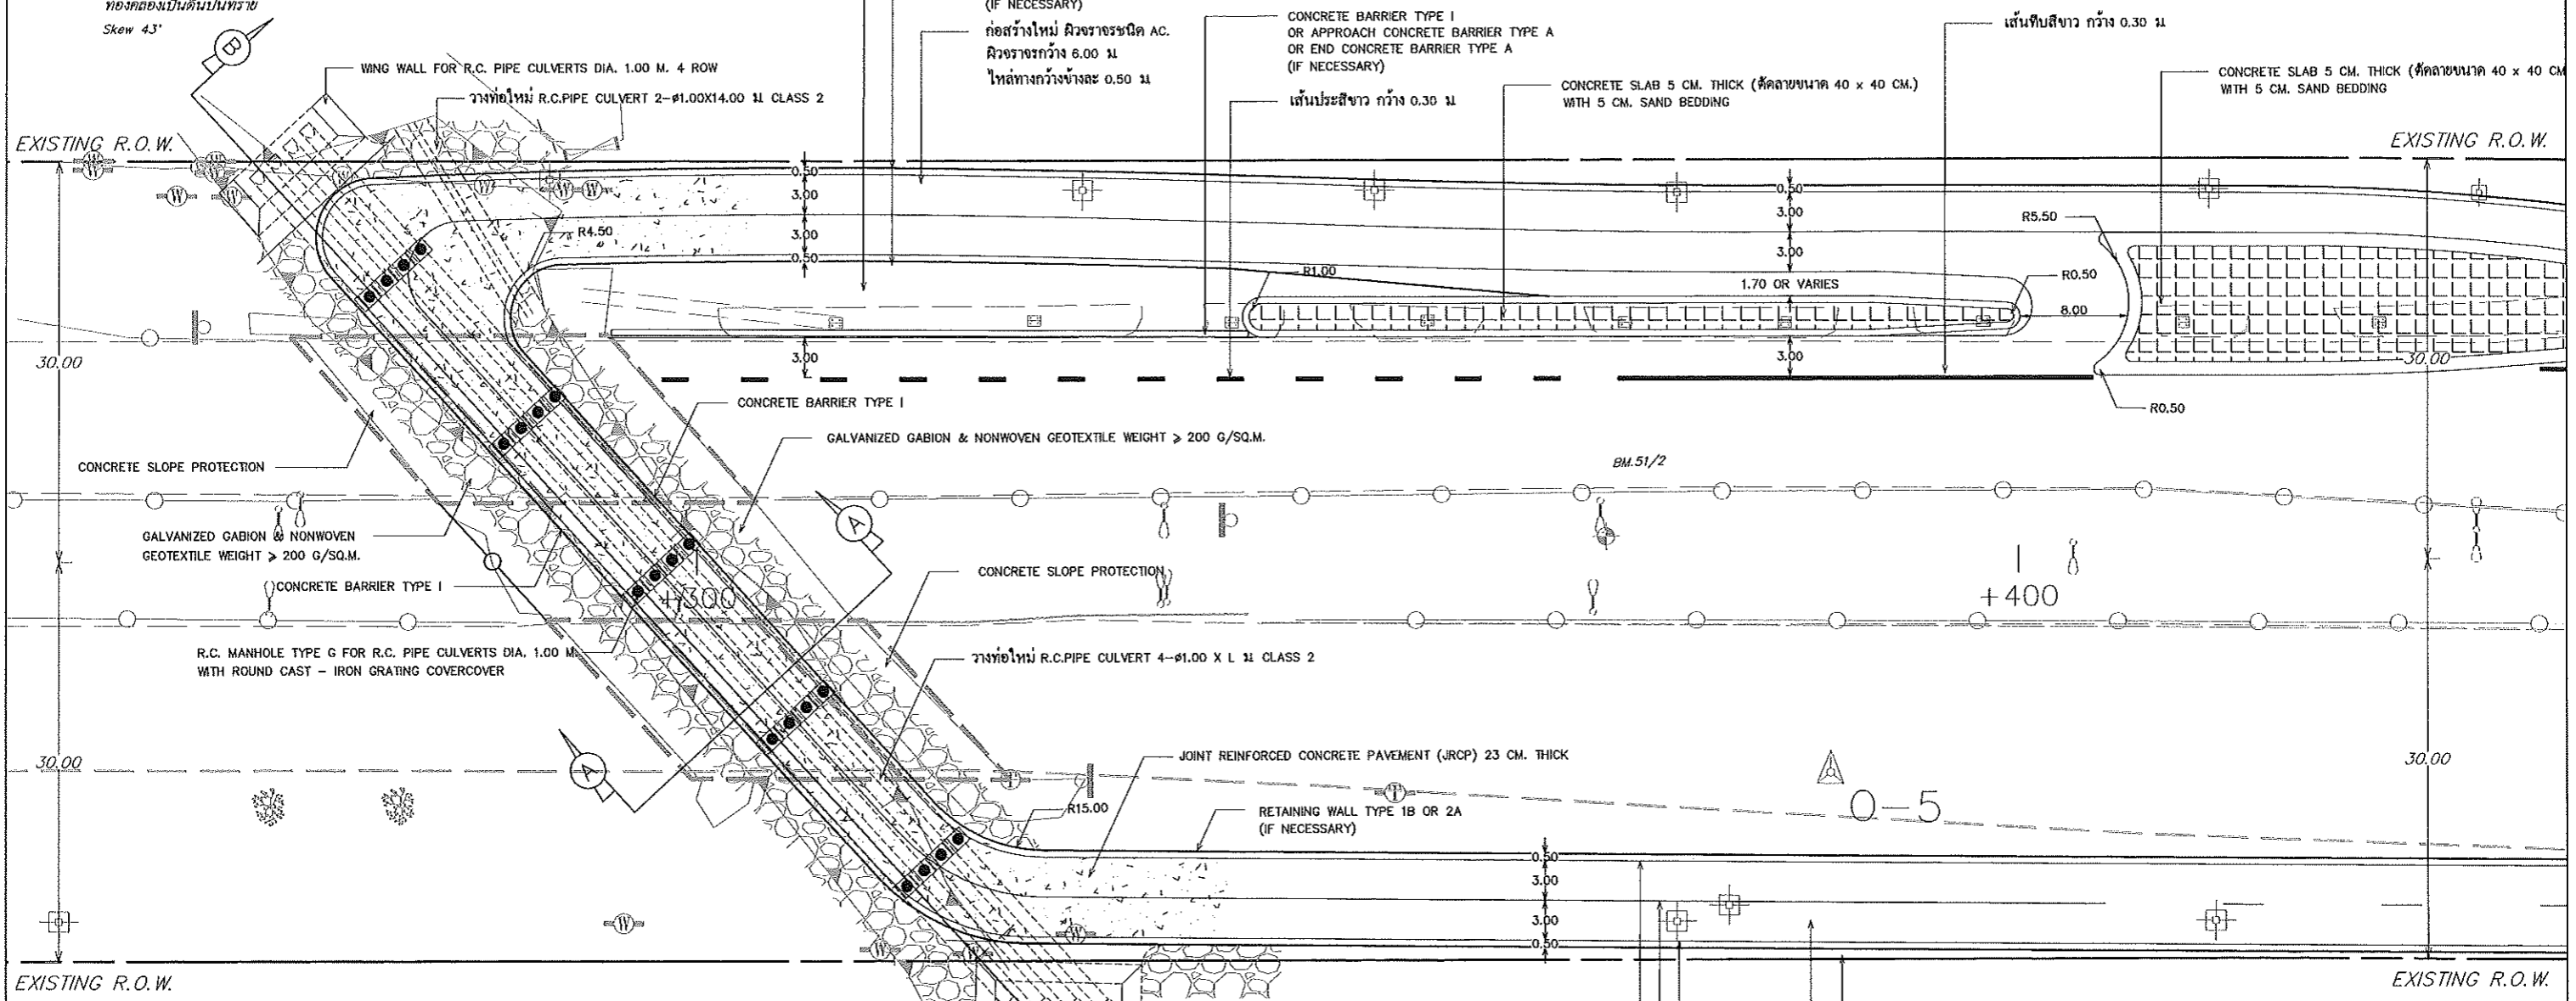 ท้องคลองเป็นดินปนทราย
Skew 43°
B
(IF NECESSARY)
ก่อสร้างใหม่ ผิวจราจรชนิด AC.
ผิวจราจรกว้าง 6.00 ม
ไหล่ทางกว้างข้างละ 0.50 ม
CONCRETE BARRIER TYPE I
OR APPROACH CONCRETE BARRIER TYPE A
OR END CONCRETE BARRIER TYPE A
(IF NECESSARY)
เส้นทึบสีขาว กว้าง 0.30 ม
WING WALL FOR R.C. PIPE CULVERTS DIA. 1.00 M. 4 ROW
วางท่อใหม่ R.C.PIPE CULVERT 2-ø1.00X14.00 ม CLASS 2
เส้นประสีขาว กว้าง 0.30 ม
CONCRETE SLAB 5 CM. THICK (ตัดลายขนาด 40 x 40 CM.)
WITH 5 CM. SAND BEDDING
CONCRETE SLAB 5 CM. THICK (ตัดลายขนาด 40 x 40 CM
WITH 5 CM. SAND BEDDING
EXISTING R.O.W.
EXISTING R.O.W.
W W W W W W W W
0.50
3.00
3.00
0.50
3.00
R4.50
R1.00
0.50
3.00
3.00
1.70 OR VARIES
3.00
R5.50
R0.50
8.00
R0.50
30.00
30.00
CONCRETE BARRIER TYPE I
GALVANIZED GABION & NONWOVEN GEOTEXTILE WEIGHT ⩾ 200 G/SQ.M.
CONCRETE SLOPE PROTECTION
BM.51/2
GALVANIZED GABION & NONWOVEN
GEOTEXTILE WEIGHT ⩾ 200 G/SQ.M.
A
CONCRETE BARRIER TYPE I
CONCRETE SLOPE PROTECTION
+300
+400
R.C. MANHOLE TYPE G FOR R.C. PIPE CULVERTS DIA. 1.00 M.
WITH ROUND CAST - IRON GRATING COVERCOVER
วางท่อใหม่ R.C.PIPE CULVERT 4-ø1.00 X L ม CLASS 2
A
30.00
JOINT REINFORCED CONCRETE PAVEMENT (JRCP) 23 CM. THICK
30.00
T
T
R15.00
RETAINING WALL TYPE 1B OR 2A
(IF NECESSARY)
0-5
0.50
3.00
3.00
0.50
W W W W
EXISTING R.O.W.
EXISTING R.O.W.